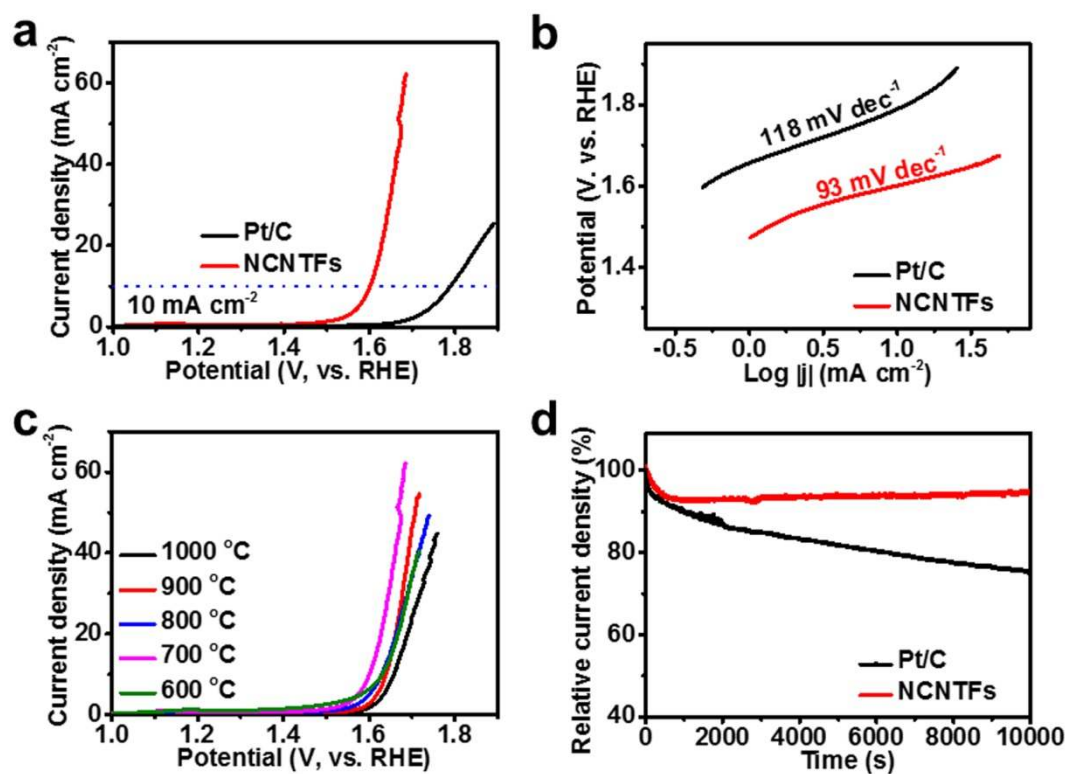 a
Current density (mA cm⁻²)
60
40
20
0
Pt/C
NCNTFs
10 mA cm⁻²
1.0 1.2 1.4 1.6 1.8
Potential (V, vs. RHE)
b
Potential (V. vs. RHE)
1.8
1.6
1.4
118 mV dec⁻¹
93 mV dec⁻¹
Pt/C
NCNTFs
-0.5 0.0 0.5 1.0 1.5
Log |j| (mA cm⁻²)
c
Current density (mA cm⁻²)
60
40
20
0
1000 °C
900 °C
800 °C
700 °C
600 °C
1.0 1.2 1.4 1.6 1.8
Potential (V, vs. RHE)
d
Relative current density (%)
100
80
60
40
Pt/C
NCNTFs
0 2000 4000 6000 8000 10000
Time (s)